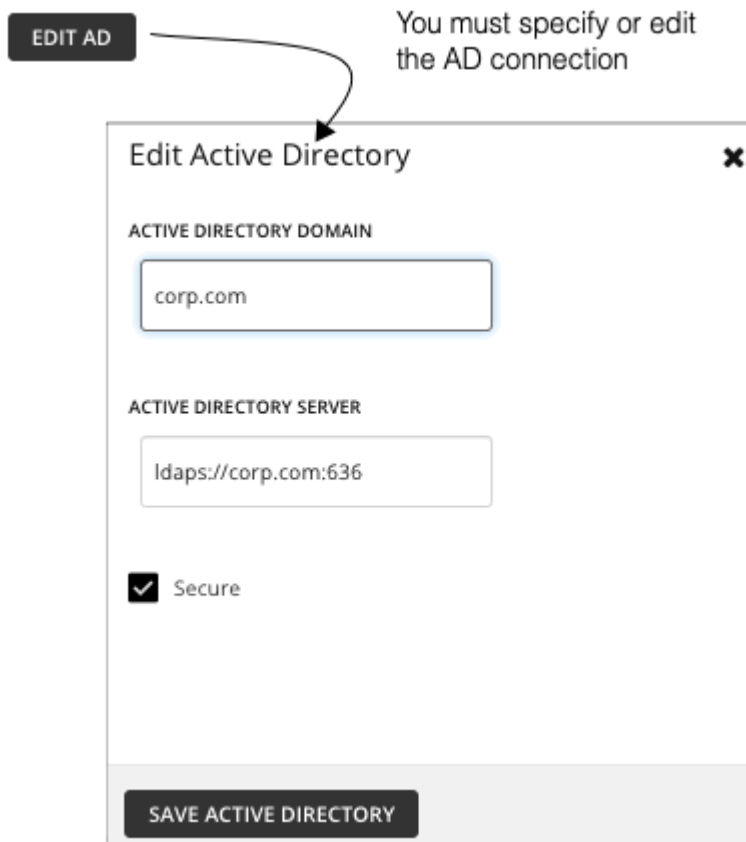 EDIT AD
You must specify or edit
the AD connection
Edit Active Directory
ACTIVE DIRECTORY DOMAIN
corp.com
ACTIVE DIRECTORY SERVER
ldaps://corp.com:636
Secure
SAVE ACTIVE DIRECTORY